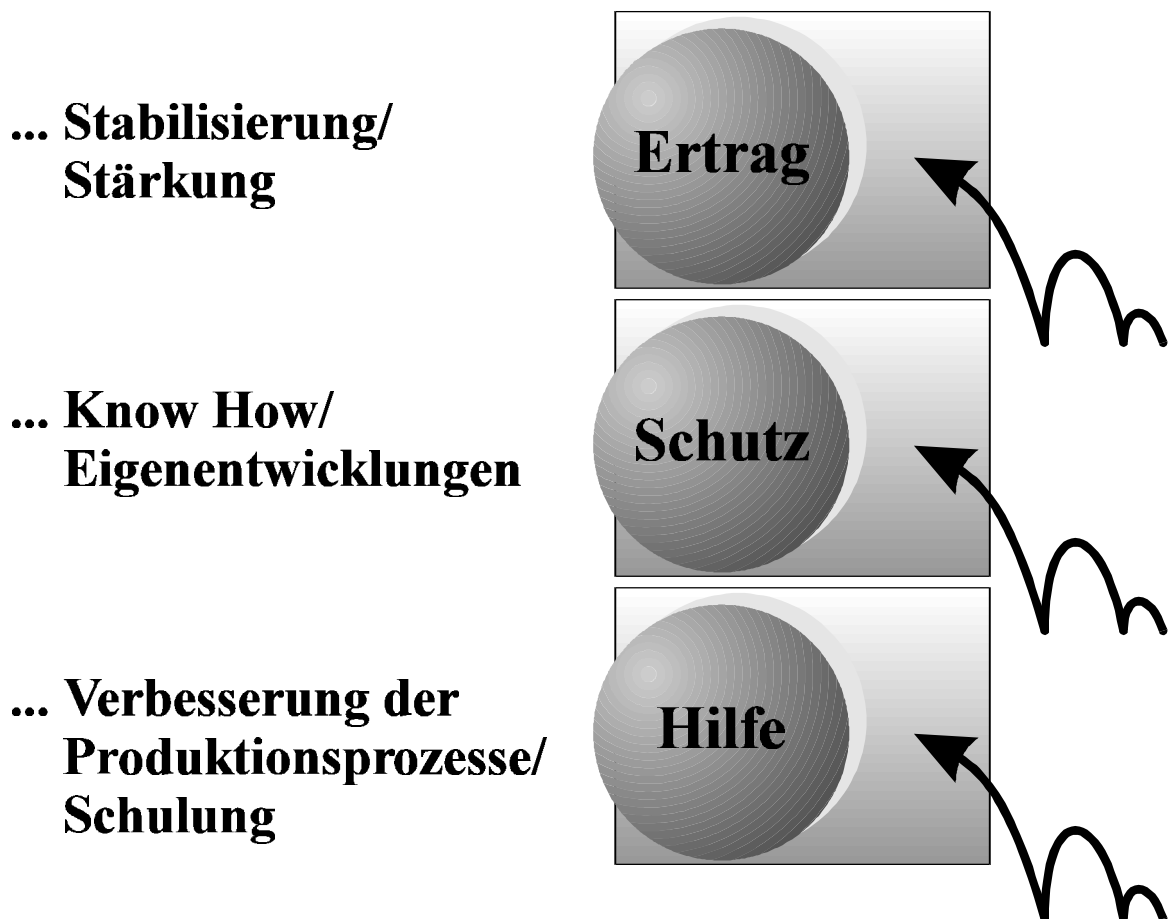 ... Stabilisierung/
Stärkung
Ertrag
... Know How/
Eigenentwicklungen
Schutz
... Verbesserung der
Produktionsprozesse/
Schulung
Hilfe